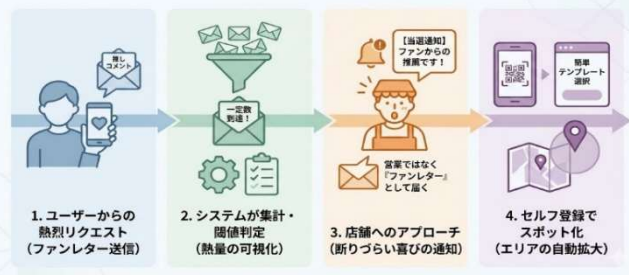 推し
コメント
1. ユーザーからの
熱烈リクエスト
（ファンレター送信）
一定数
到達！
2. システムが集計・
閾値判定
（熱量の可視化）
【当選通知】
ファンからの
推薦です！
営業ではなく
『ファンレター』
として届く
3. 店舗へのアプローチ
（断りづらい喜びの通知）
簡単
テンプレート
選択
4. セルフ登録で
スポット化
（エリアの自動拡大）